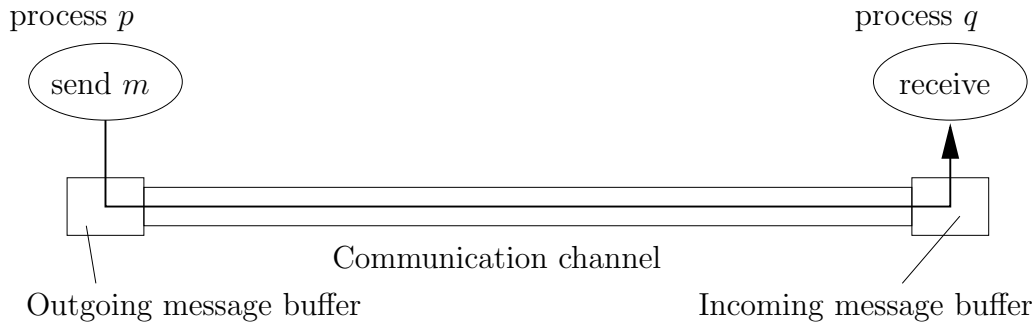 process p
process q
send m
receive
Communication channel
Outgoing message buffer
Incoming message buffer